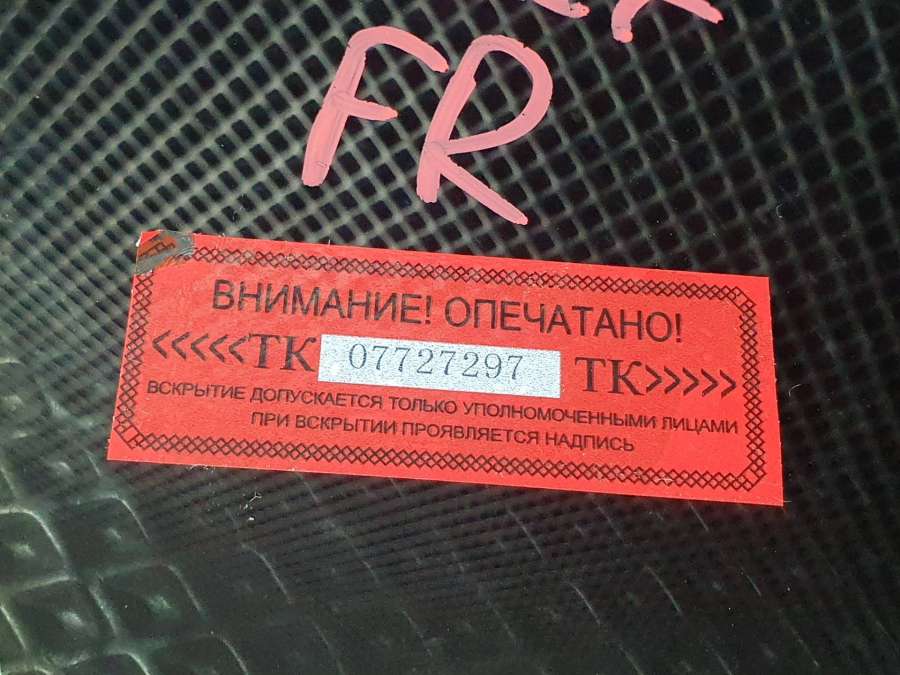 FR
ВНИМАНИЕ! ОПЕЧАТАНО!
<<<<<ТК 07727297 ТК>>>>>
ВСКРЫТИЕ ДОПУСКАЕТСЯ ТОЛЬКО УПОЛНОМОЧЕННЫМИ ЛИЦАМИ
ПРИ ВСКРЫТИИ ПРОЯВЛЯЕТСЯ НАДПИСЬ